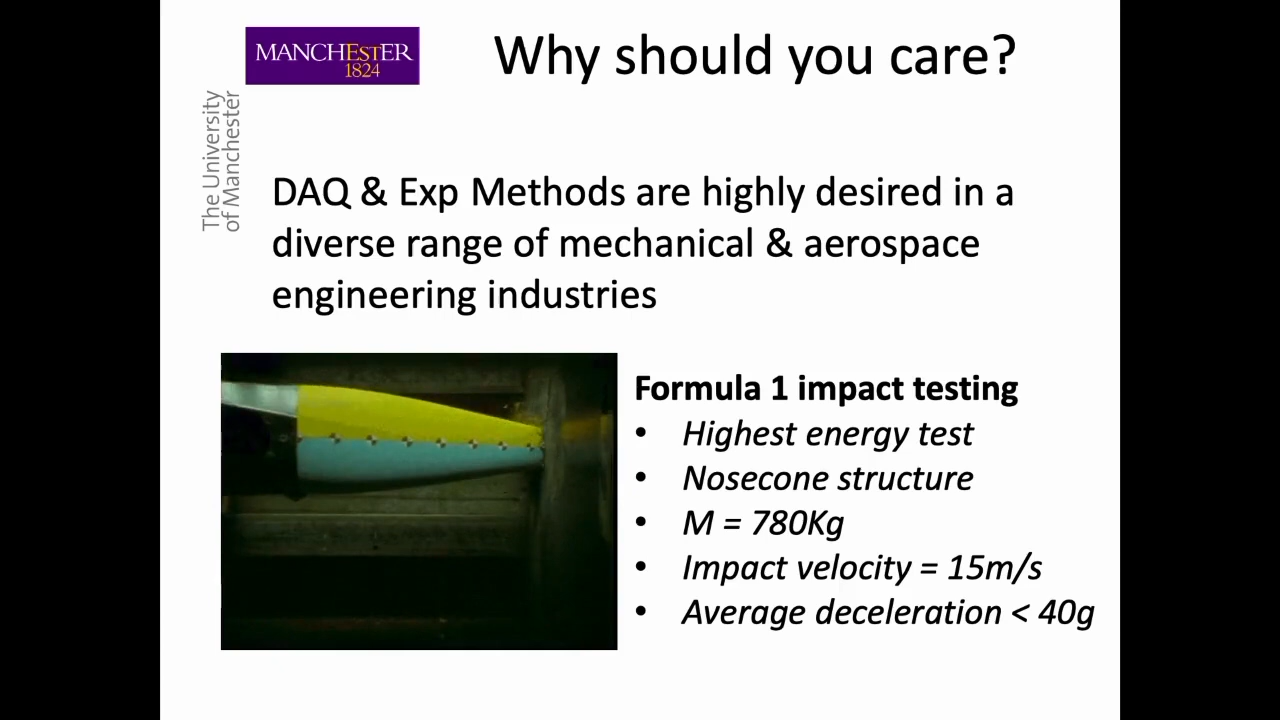 MANCHESTER
1824
The University
of Manchester
Why should you care?
DAQ & Exp Methods are highly desired in a
diverse range of mechanical & aerospace
engineering industries
Formula 1 impact testing
• Highest energy test
• Nosecone structure
• M = 780Kg
• Impact velocity = 15m/s
• Average deceleration < 40g